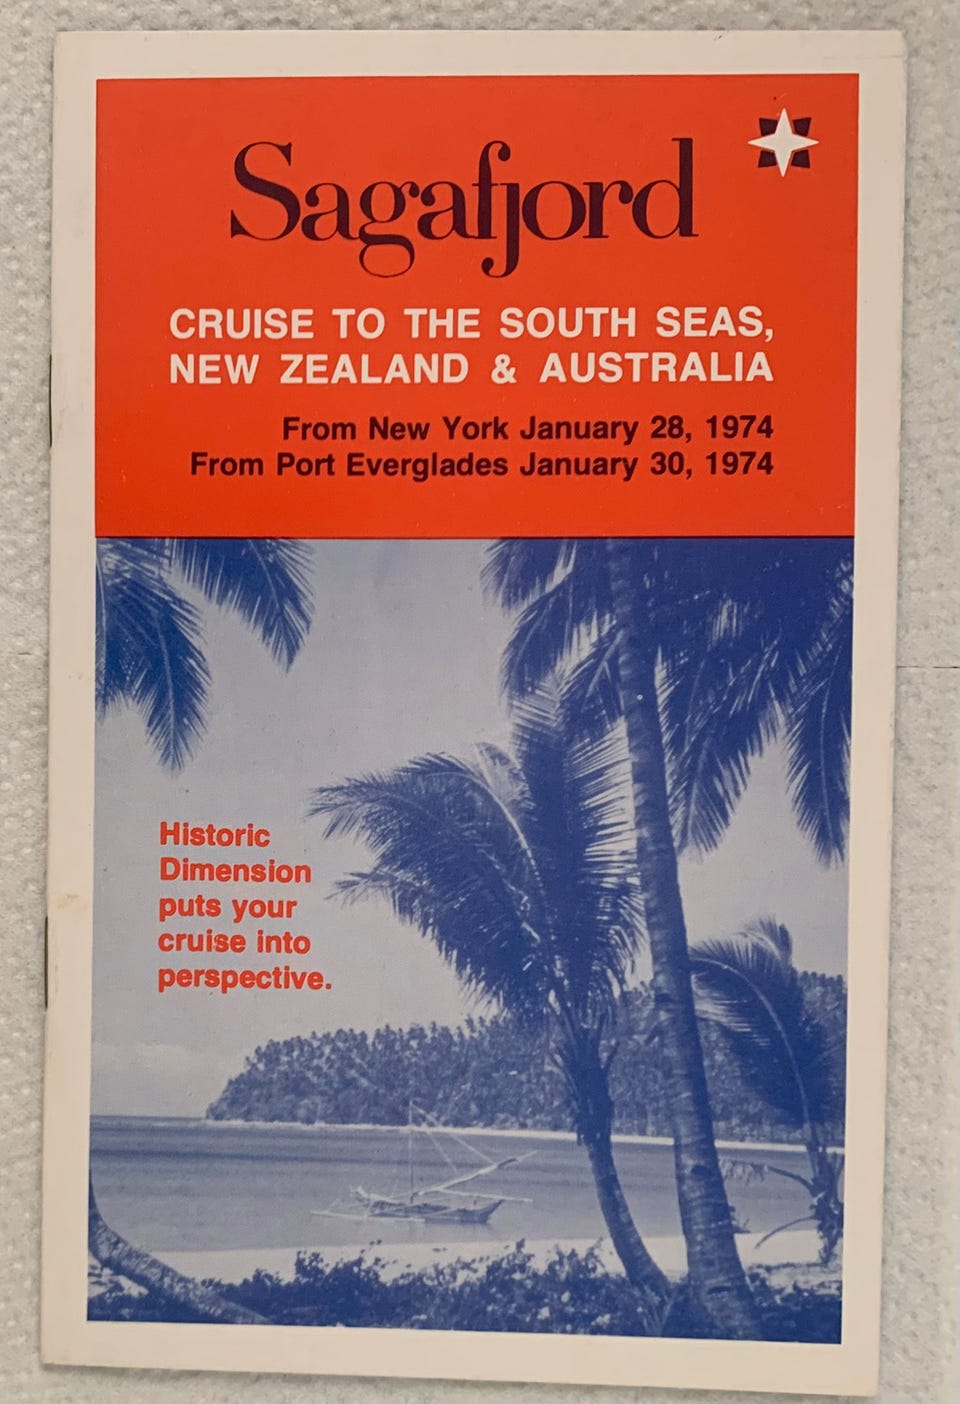 Sagafjord
CRUISE TO THE SOUTH SEAS,
NEW ZEALAND & AUSTRALIA
From New York January 28, 1974
From Port Everglades January 30, 1974
Historic
Dimension
puts your
cruise into
perspective.